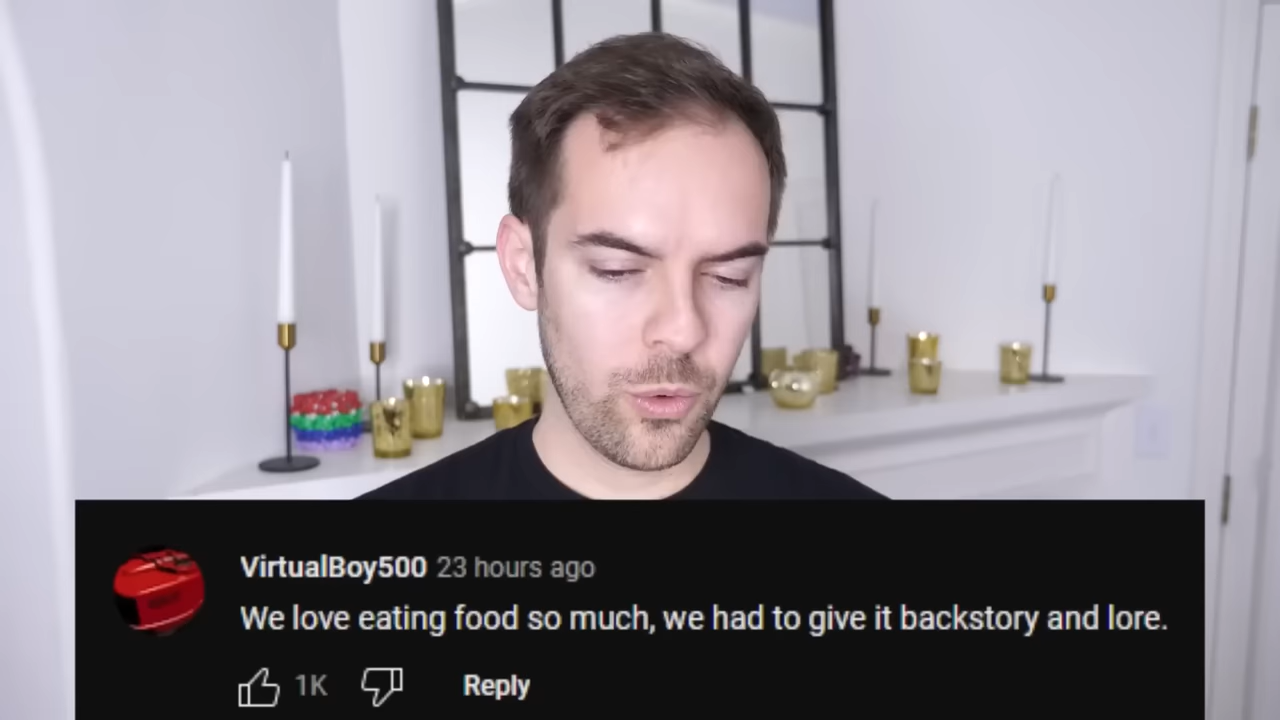 VirtualBoy500 23 hours ago
We love eating food so much, we had to give it backstory and lore.
1K Reply